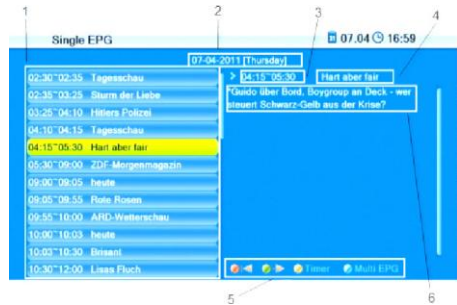 1
2
3
4
Single EPG
07.04 16:59
07-04-2011 [Thursday]
02:30~02:35 Tagesschau
02:35~03:25 Sturm der Liebe
03:25~04:10 Hitlers Polizei
04:10~04:15 Tagesschau
04:15~05:30 Hart aber fair
05:30~09:00 ZDF-Morgenmagazin
09:00~09:05 heute
09:05~09:55 Rote Rosen
09:55~10:00 ARD-Wetterschau
10:00~10:03 heute
10:03~10:30 Brisant
10:30~12:00 Lisas Fluch
04:15~05:30 Hart aber fair
"Guido über Bord, Boygroup an Deck - wer
steuert Schwarz-Gelb aus der Krise?
Timer Multi EPG
5
6